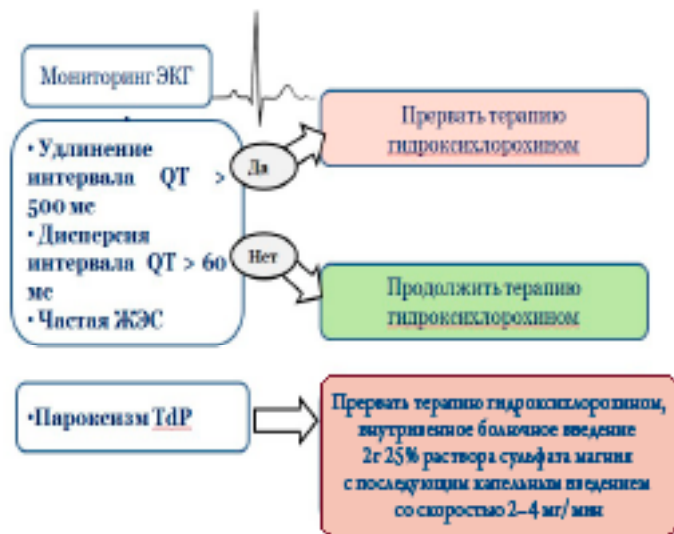 Мониторинг ЭКГ
• Удлинение
интервала QT >
500 мс
• Дисперсия
интервала QT > 60
мс
• Частая ЖЭС
Да
Прервать терапию
гидроксихлорохином
Нет
Продолжить терапию
гидроксихлорохином
•Пароксизм TdP
Прервать терапию гидроксихлорохином,
внутривенное болюсное введение
2г 25% раствора сульфата магния
с последующим капельным введением
со скоростью 2–4 мг/мин